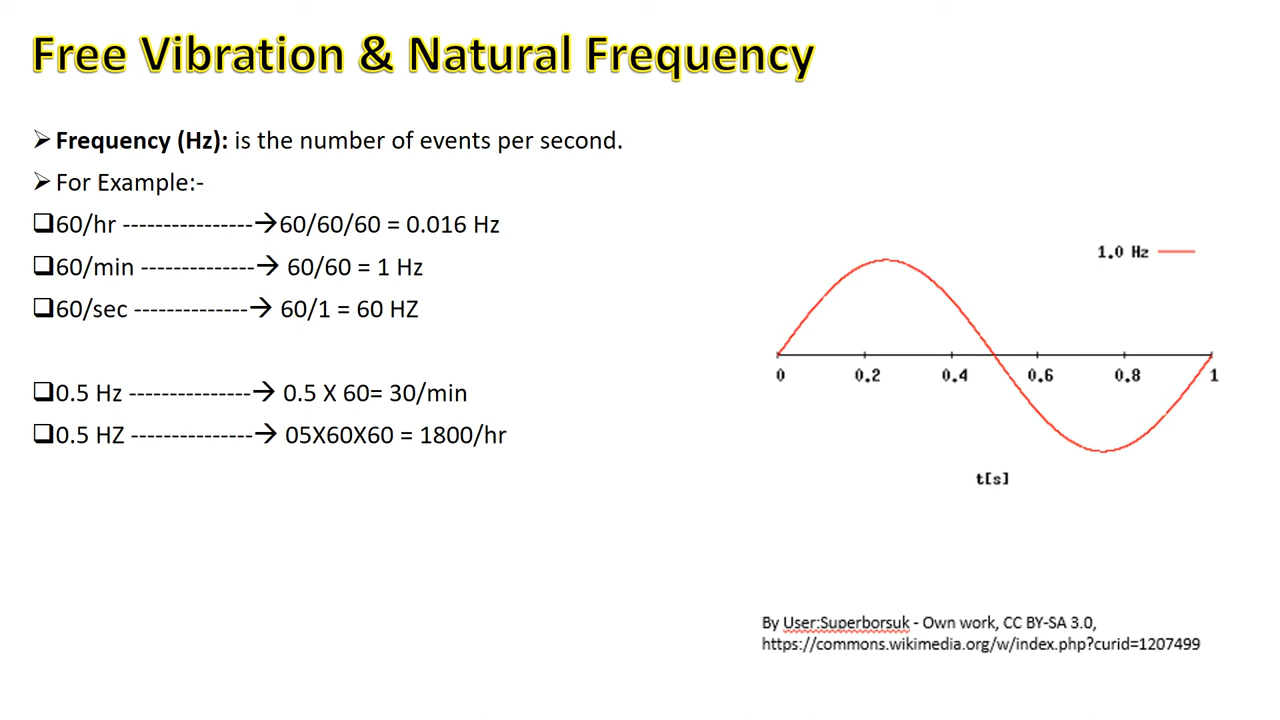 Free Vibration & Natural Frequency
➢ Frequency (Hz): is the number of events per second.
➢ For Example:-
❑ 60/hr ----------------→ 60/60/60 = 0.016 Hz
❑ 60/min --------------→ 60/60 = 1 Hz
❑ 60/sec --------------→ 60/1 = 60 HZ
❑ 0.5 Hz ---------------→ 0.5 X 60= 30/min
❑ 0.5 HZ ---------------→ 05X60X60 = 1800/hr
1.0 Hz
0 0.2 0.4 0.6 0.8 1
t[s]
By User:Superborsuk - Own work, CC BY-SA 3.0,
https://commons.wikimedia.org/w/index.php?curid=1207499